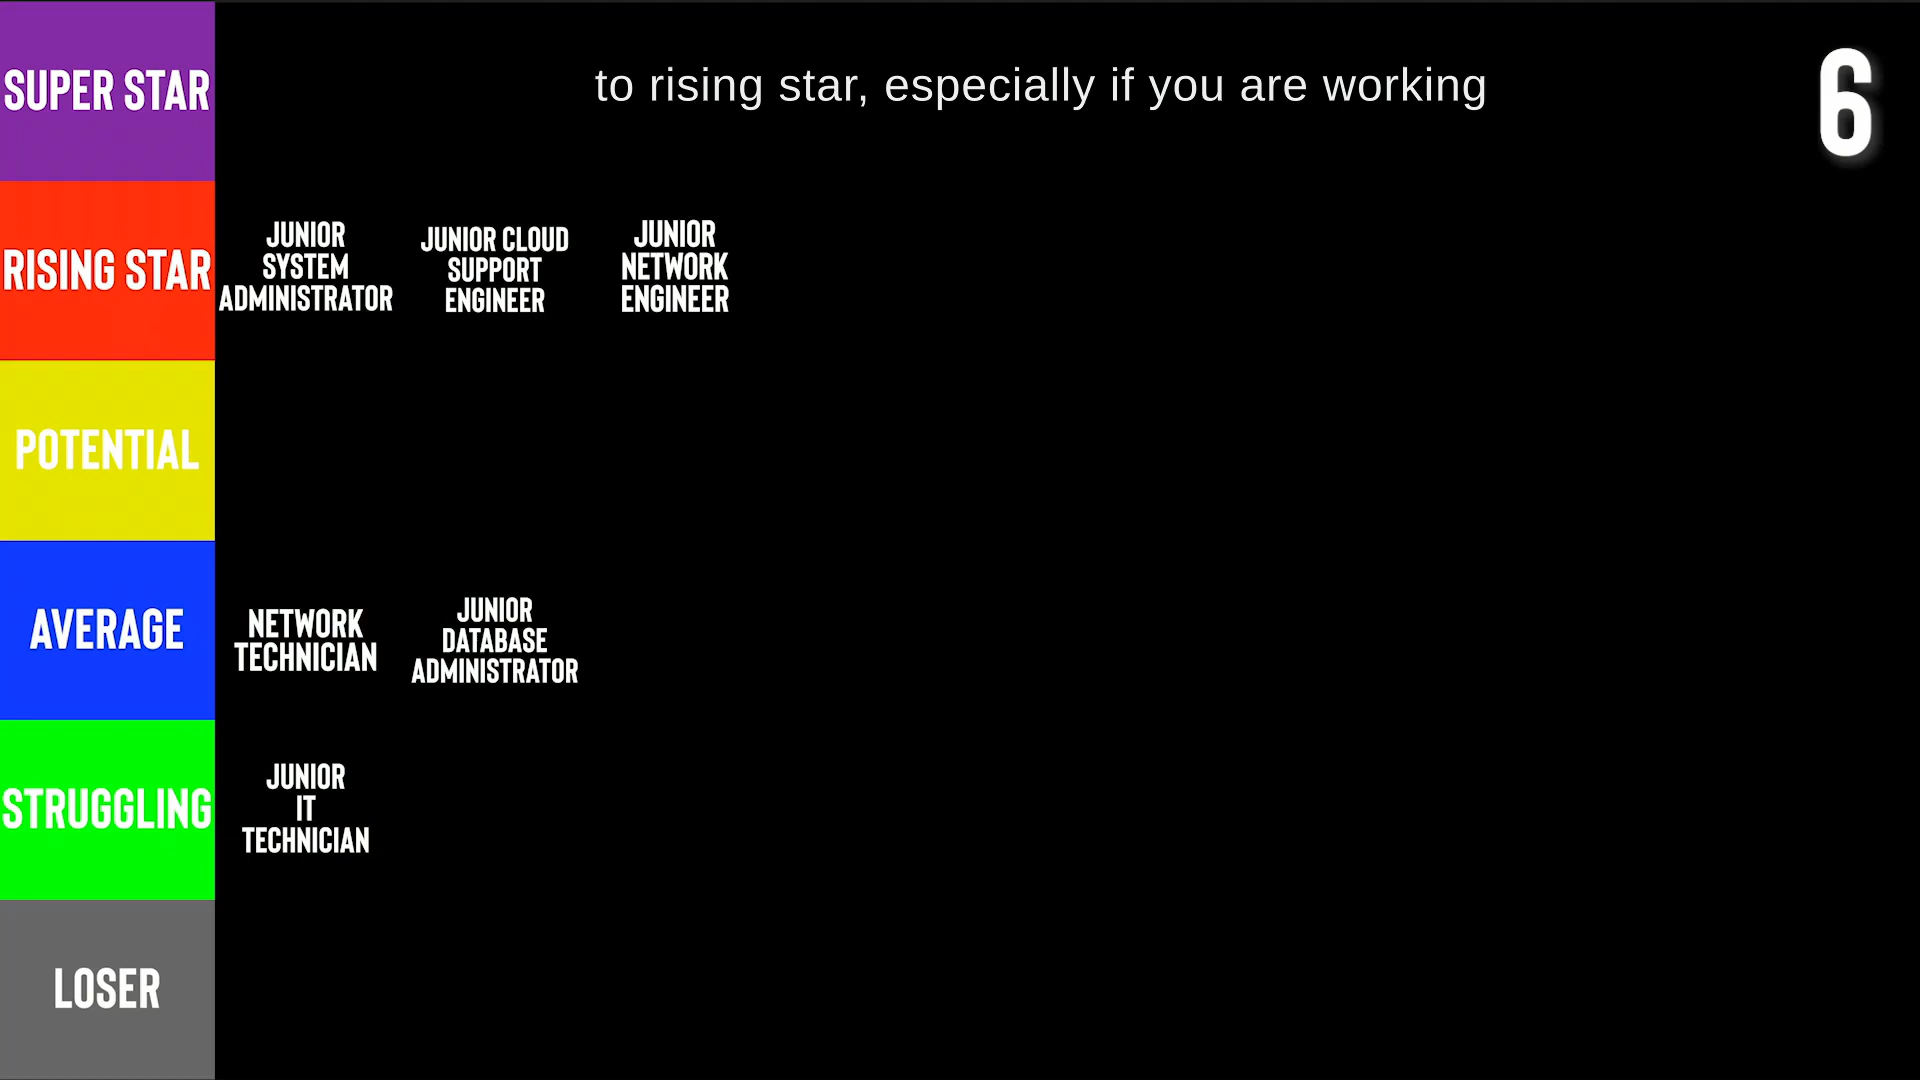 SUPER STAR
to rising star, especially if you are working
6
RISING STAR
JUNIOR
SYSTEM
ADMINISTRATOR
JUNIOR CLOUD
SUPPORT
ENGINEER
JUNIOR
NETWORK
ENGINEER
POTENTIAL
AVERAGE
NETWORK
TECHNICIAN
JUNIOR
DATABASE
ADMINISTRATOR
STRUGGLING
JUNIOR
IT
TECHNICIAN
LOSER